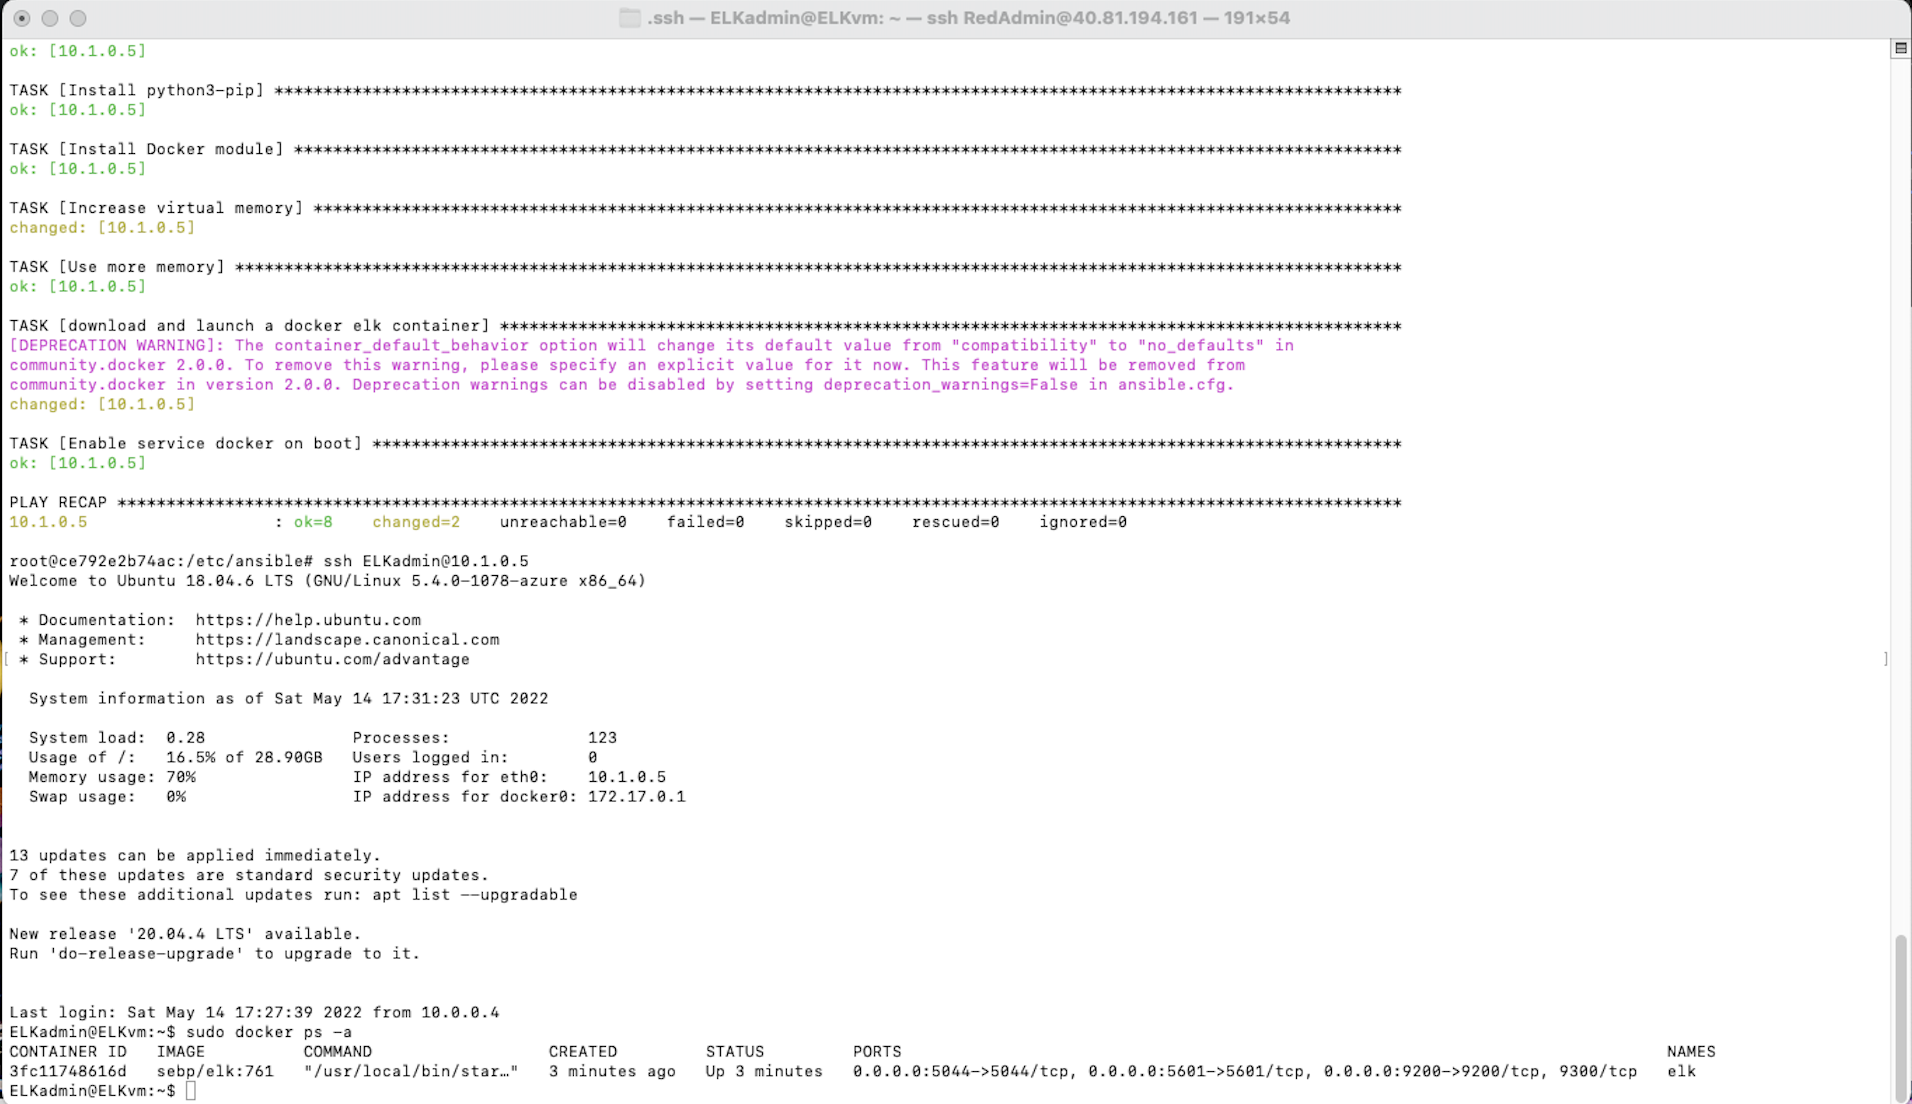 .ssh — ELKadmin@ELKvm: ~ — ssh RedAdmin@40.81.194.161 — 191×54
ok: [10.1.0.5]
TASK [Install python3-pip] *******************************************************************************************************************
ok: [10.1.0.5]
TASK [Install Docker module] *****************************************************************************************************************
ok: [10.1.0.5]
TASK [Increase virtual memory] ***************************************************************************************************************
changed: [10.1.0.5]
TASK [Use more memory] ***********************************************************************************************************************
ok: [10.1.0.5]
TASK [download and launch a docker elk container] ********************************************************************************************
[DEPRECATION WARNING]: The container_default_behavior option will change its default value from "compatibility" to "no_defaults" in
community.docker 2.0.0. To remove this warning, please specify an explicit value for it now. This feature will be removed from
community.docker in version 2.0.0. Deprecation warnings can be disabled by setting deprecation_warnings=False in ansible.cfg.
changed: [10.1.0.5]
TASK [Enable service docker on boot] *********************************************************************************************************
ok: [10.1.0.5]
PLAY RECAP ***********************************************************************************************************************************
10.1.0.5                   : ok=8    changed=2    unreachable=0    failed=0    skipped=0    rescued=0    ignored=0
root@ce792e2b74ac:/etc/ansible# ssh ELKadmin@10.1.0.5
Welcome to Ubuntu 18.04.6 LTS (GNU/Linux 5.4.0-1078-azure x86_64)
* Documentation:  https://help.ubuntu.com
* Management:     https://landscape.canonical.com
[ * Support:        https://ubuntu.com/advantage ]
System information as of Sat May 14 17:31:23 UTC 2022
System load:  0.28               Processes:              123
Usage of /:   16.5% of 28.90GB   Users logged in:        0
Memory usage: 70%                IP address for eth0:    10.1.0.5
Swap usage:   0%                 IP address for docker0: 172.17.0.1
13 updates can be applied immediately.
7 of these updates are standard security updates.
To see these additional updates run: apt list --upgradable
New release '20.04.4 LTS' available.
Run 'do-release-upgrade' to upgrade to it.
Last login: Sat May 14 17:27:39 2022 from 10.0.0.4
ELKadmin@ELKvm:~$ sudo docker ps -a
CONTAINER ID   IMAGE          COMMAND                  CREATED         STATUS         PORTS                                                                              NAMES
3fc11748616d   sebp/elk:761   "/usr/local/bin/star…"   3 minutes ago   Up 3 minutes   0.0.0.0:5044->5044/tcp, 0.0.0.0:5601->5601/tcp, 0.0.0.0:9200->9200/tcp, 9300/tcp   elk
ELKadmin@ELKvm:~$